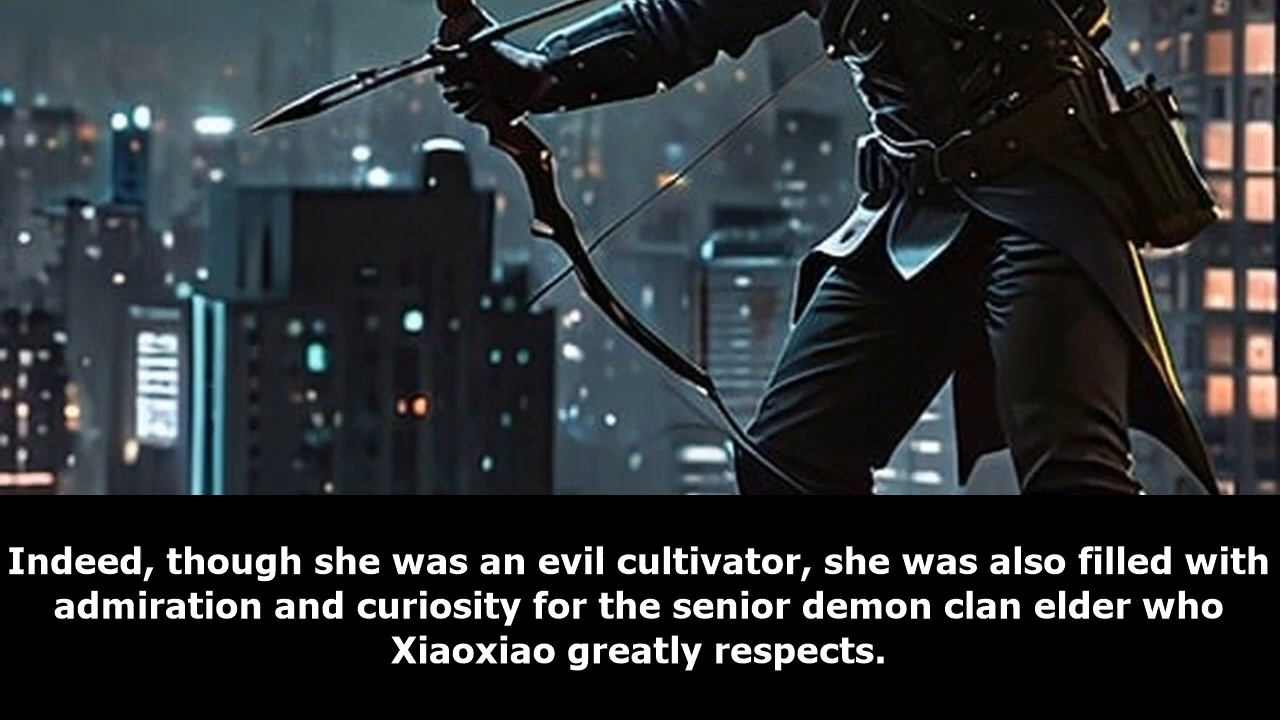 Indeed, though she was an evil cultivator, she was also filled with
admiration and curiosity for the senior demon clan elder who
Xiaoxiao greatly respects.